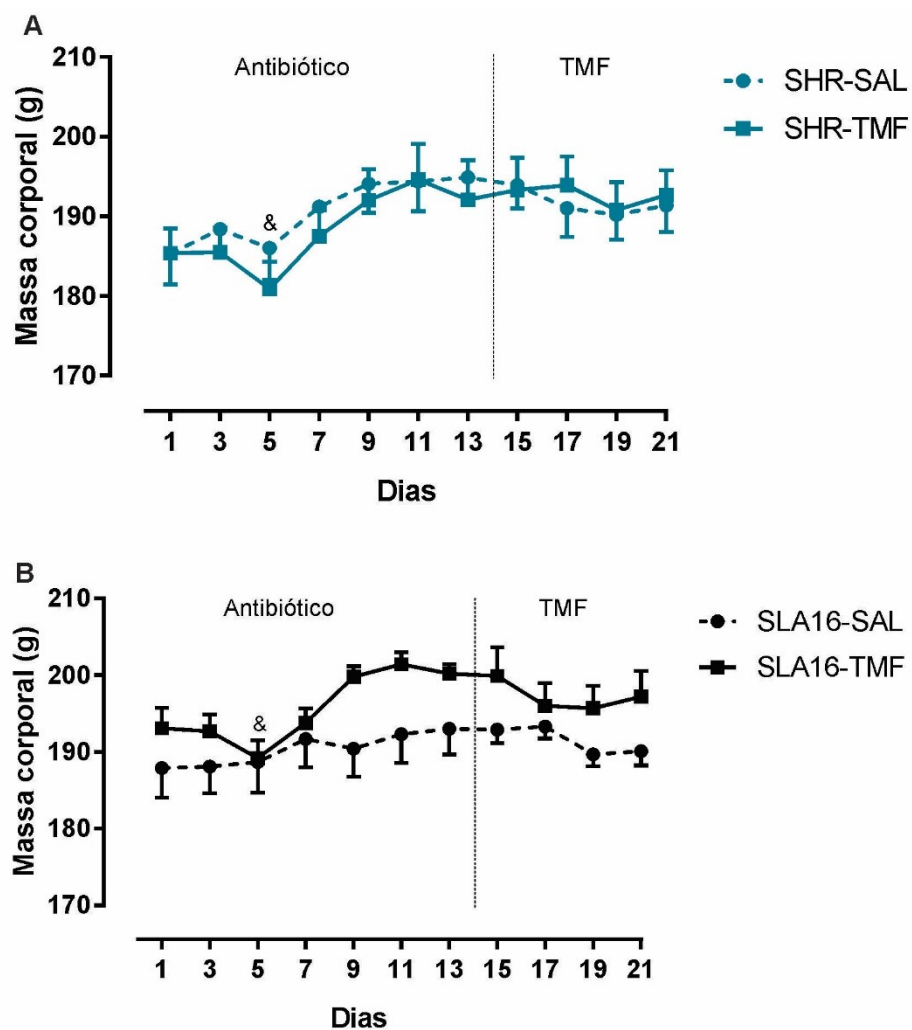 A
Antibiótico
TMF
SHR-SAL
SHR-TMF
Massa corporal (g)
210
200
190
180
170
&
1 3 5 7 9 11 13 15 17 19 21
Dias
B
Antibiótico
TMF
SLA16-SAL
SLA16-TMF
Massa corporal (g)
210
200
190
180
170
&
1 3 5 7 9 11 13 15 17 19 21
Dias